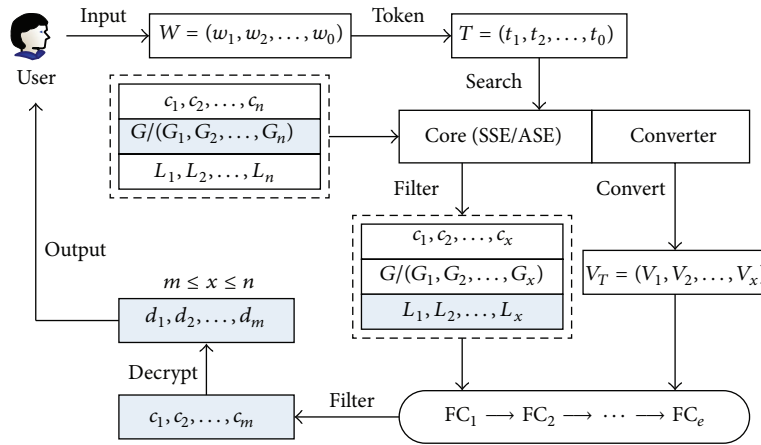 Input
W = (w₁, w₂, . . . , w₀)
Token
T = (t₁, t₂, . . . , t₀)
User
Search
c₁, c₂, . . . , cₙ
G/(G₁, G₂, . . . , Gₙ)
L₁, L₂, . . . , Lₙ
Core (SSE/ASE)
Converter
Filter
Convert
c₁, c₂, . . . , cₓ
G/(G₁, G₂, . . . , Gₓ)
L₁, L₂, . . . , Lₓ
V_T = (V₁, V₂, . . . , Vₓ)
Output
m ≤ x ≤ n
d₁, d₂, . . . , dₘ
Decrypt
c₁, c₂, . . . , cₘ
Filter
FC₁ → FC₂ → ··· → FCₑ